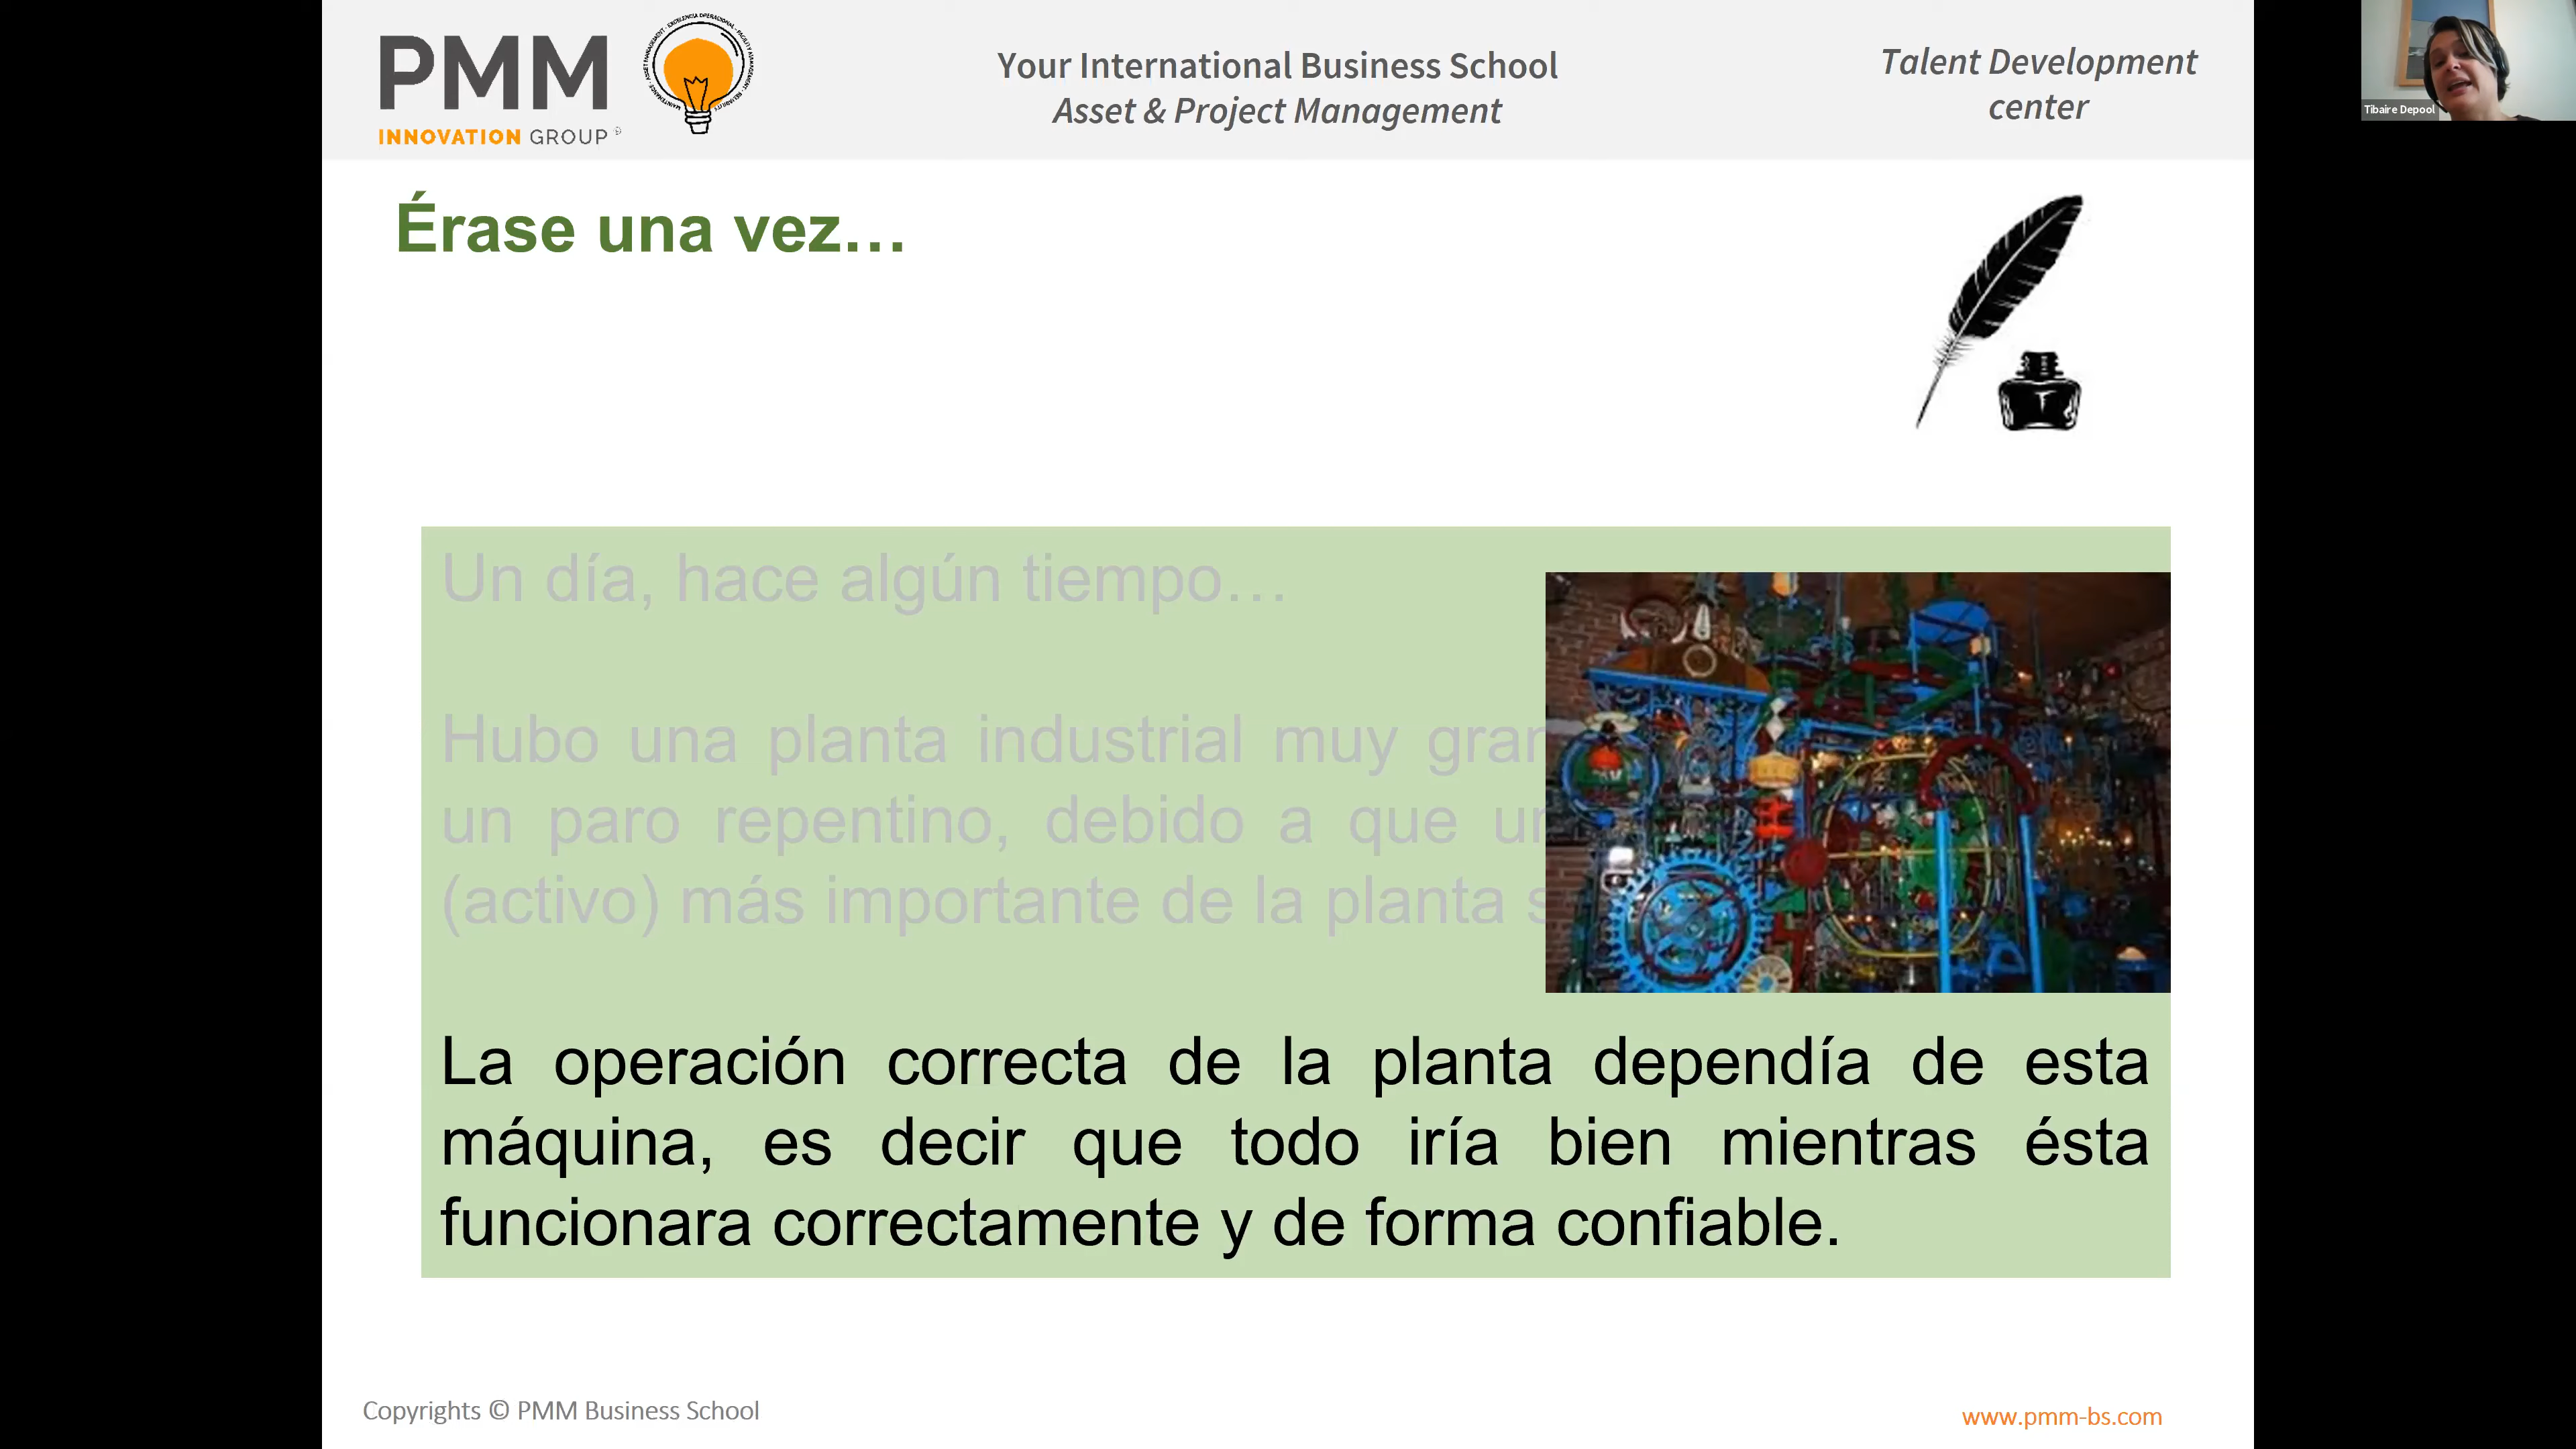 PMM
INNOVATION GROUP
Your International Business School
Asset & Project Management
Talent Development
center
Tibaire Depool
Érase una vez…
Un día, hace algún tiempo…
Hubo una planta industrial muy
un paro repentino, debido a que
(activo) más importante de la planta
La operación correcta de la planta dependía de esta
máquina, es decir que todo iría bien mientras ésta
funcionara correctamente y de forma confiable.
Copyrights © PMM Business School
www.pmm-bs.com